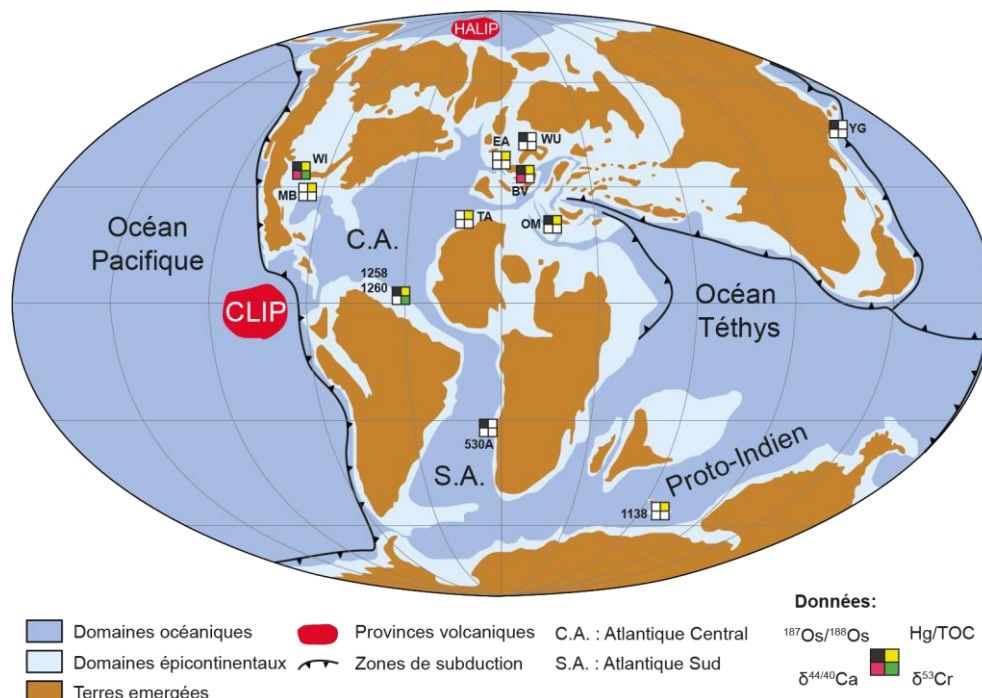 HALIP
YG
WU
EA
WI
BV
MB
TA
OM
Océan
Pacifique
C.A.
1258
1260
CLIP
Océan
Téthys
530A
S.A.
Proto-Indien
1138
Données:
Domaines océaniques
Provinces volcaniques
C.A. : Atlantique Central
¹⁸⁷Os/¹⁸⁸Os
Hg/TOC
Domaines épicontinentaux
Zones de subduction
S.A. : Atlantique Sud
δ⁴⁴/⁴⁰Ca
δ⁵³Cr
Terres emergées